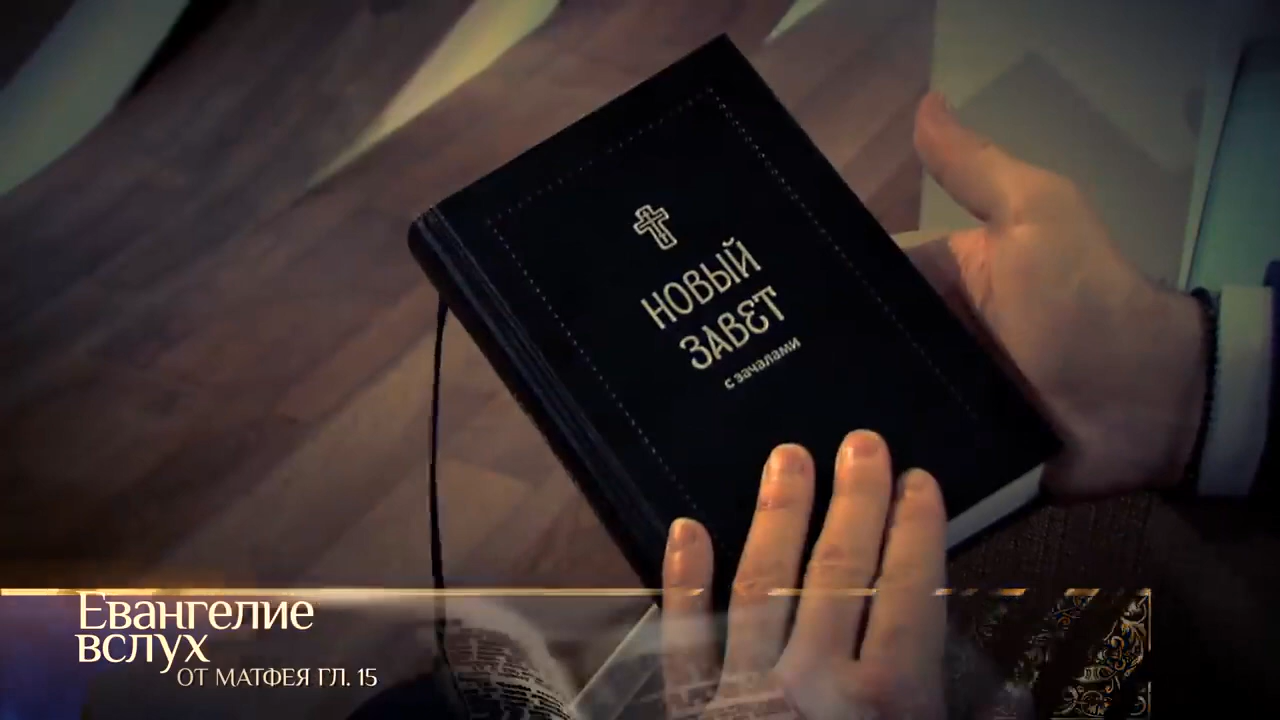 НОВЫЙ
ЗАВЕТ
с зачалами
Евангелие
вслух
ОТ МАТФЕЯ ГЛ. 15